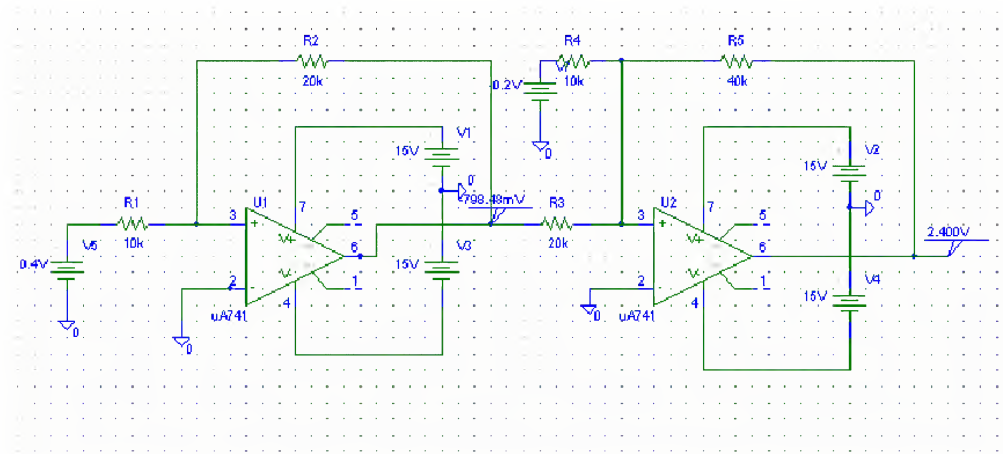 R2
20k
R4
10k
0.2V
0
R5
40k
V1
15V
0
-798.48mV
V2
15V
0
R1
10k
V5
0.4V
0
U1
3
+
2
-
7
V+
V-
4
5
6
1
uA741
0
V3
15V
R3
20k
U2
3
+
2
-
7
V+
V-
4
5
6
1
uA741
0
2.400V
V4
15V